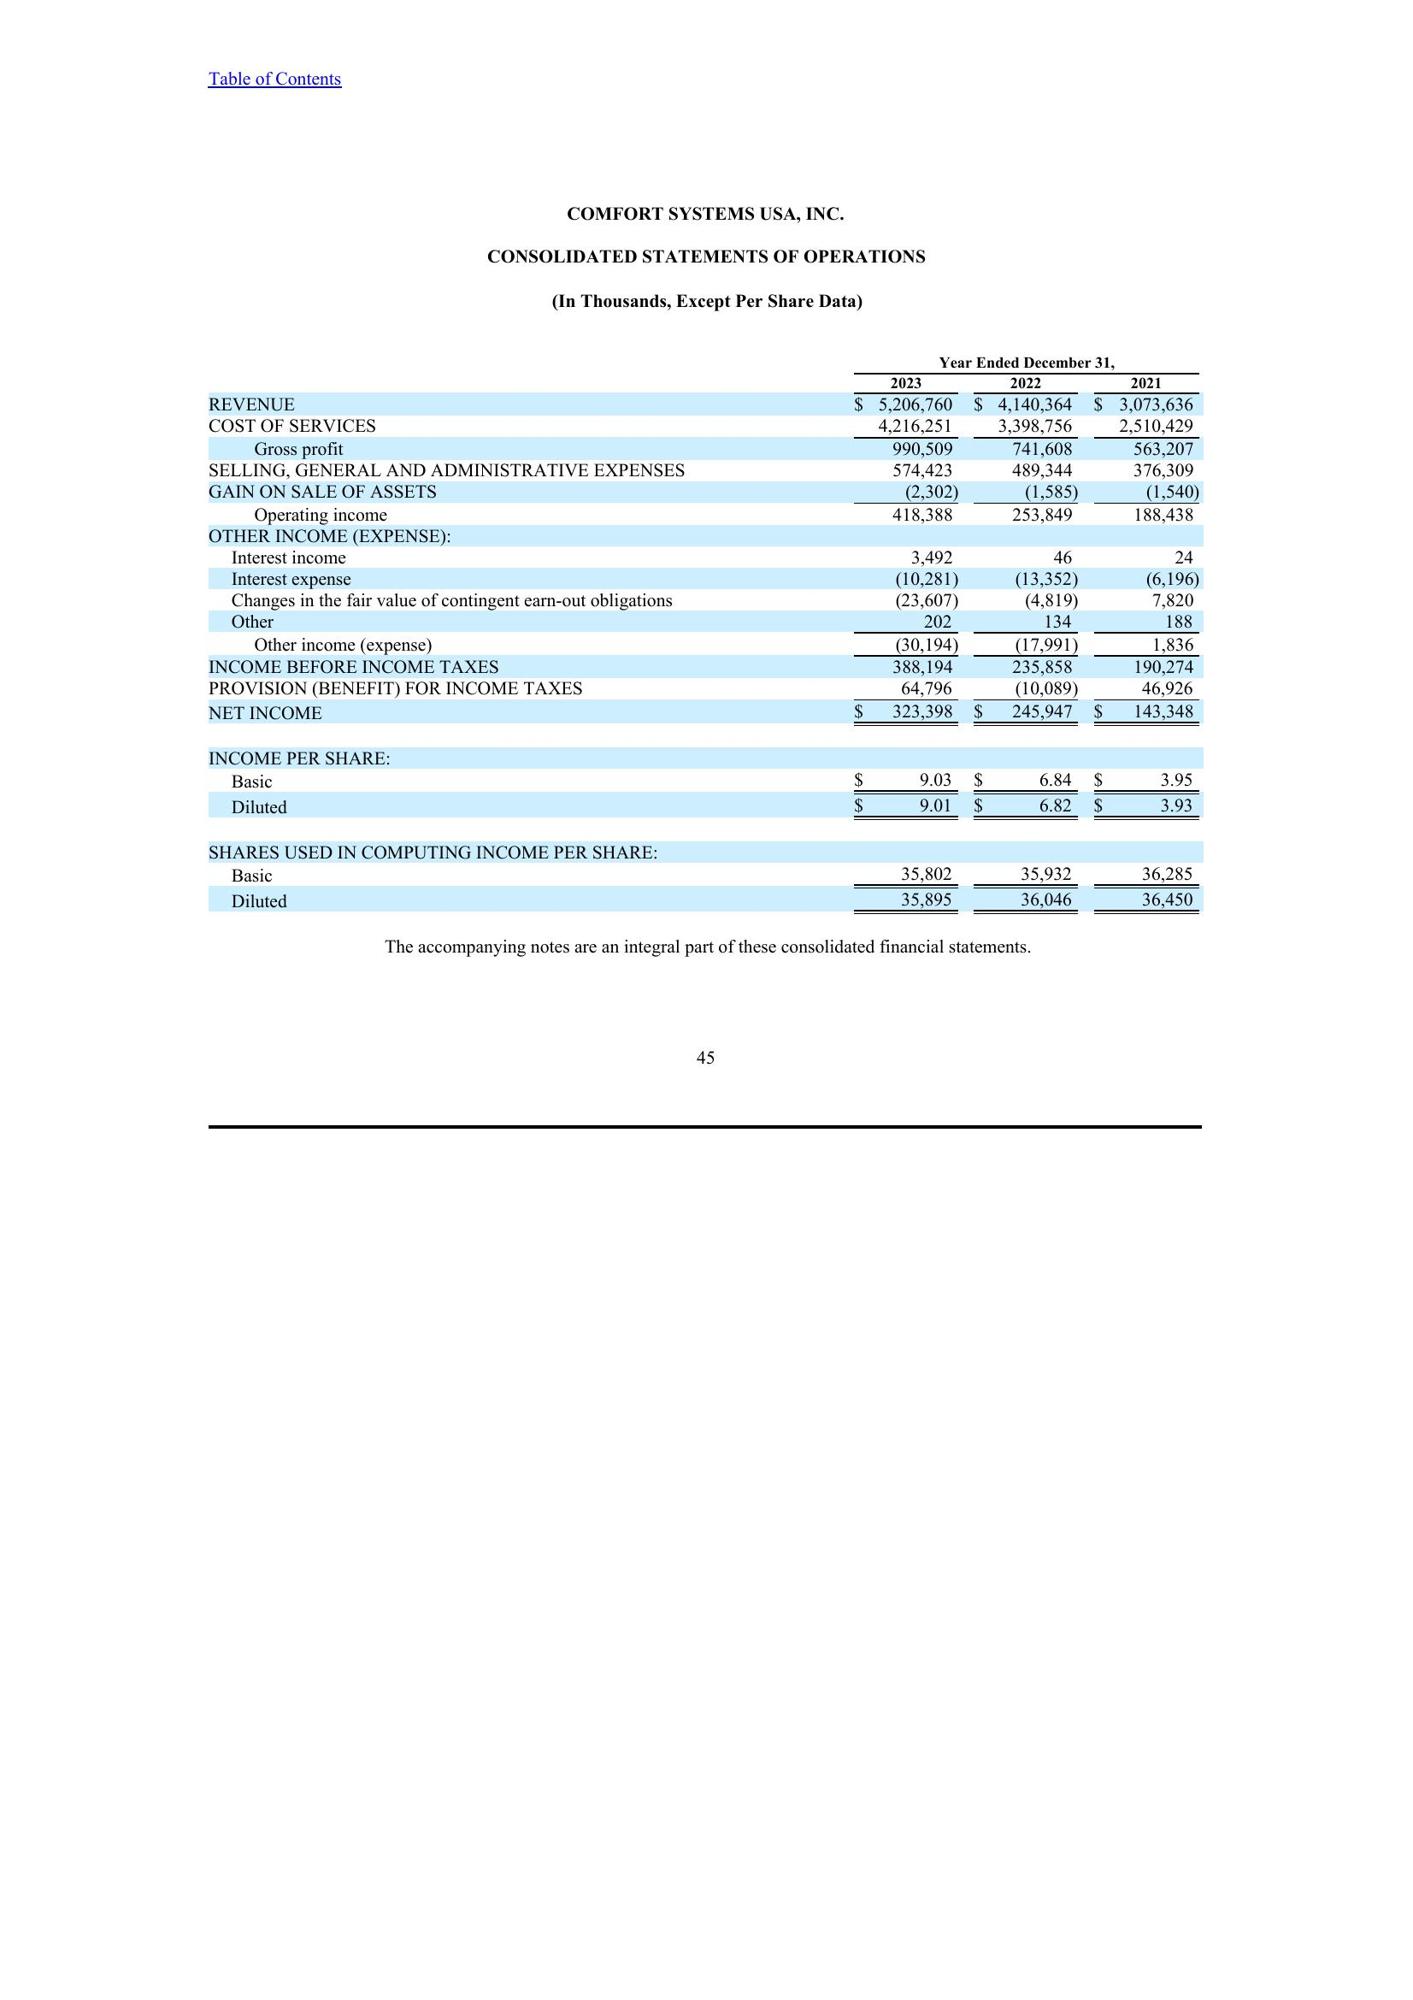 Table of Contents
COMFORT SYSTEMS USA, INC.
CONSOLIDATED STATEMENTS OF OPERATIONS
(In Thousands, Except Per Share Data)
Year Ended December 31,
2023 2022 2021
REVENUE $ 5,206,760 $ 4,140,364 $ 3,073,636
COST OF SERVICES 4,216,251 3,398,756 2,510,429
Gross profit 990,509 741,608 563,207
SELLING, GENERAL AND ADMINISTRATIVE EXPENSES 574,423 489,344 376,309
GAIN ON SALE OF ASSETS (2,302) (1,585) (1,540)
Operating income 418,388 253,849 188,438
OTHER INCOME (EXPENSE):
Interest income 3,492 46 24
Interest expense (10,281) (13,352) (6,196)
Changes in the fair value of contingent earn-out obligations (23,607) (4,819) 7,820
Other 202 134 188
Other income (expense) (30,194) (17,991) 1,836
INCOME BEFORE INCOME TAXES 388,194 235,858 190,274
PROVISION (BENEFIT) FOR INCOME TAXES 64,796 (10,089) 46,926
NET INCOME $ 323,398 $ 245,947 $ 143,348
INCOME PER SHARE:
Basic $ 9.03 $ 6.84 $ 3.95
Diluted $ 9.01 $ 6.82 $ 3.93
SHARES USED IN COMPUTING INCOME PER SHARE:
Basic 35,802 35,932 36,285
Diluted 35,895 36,046 36,450
The accompanying notes are an integral part of these consolidated financial statements.
45